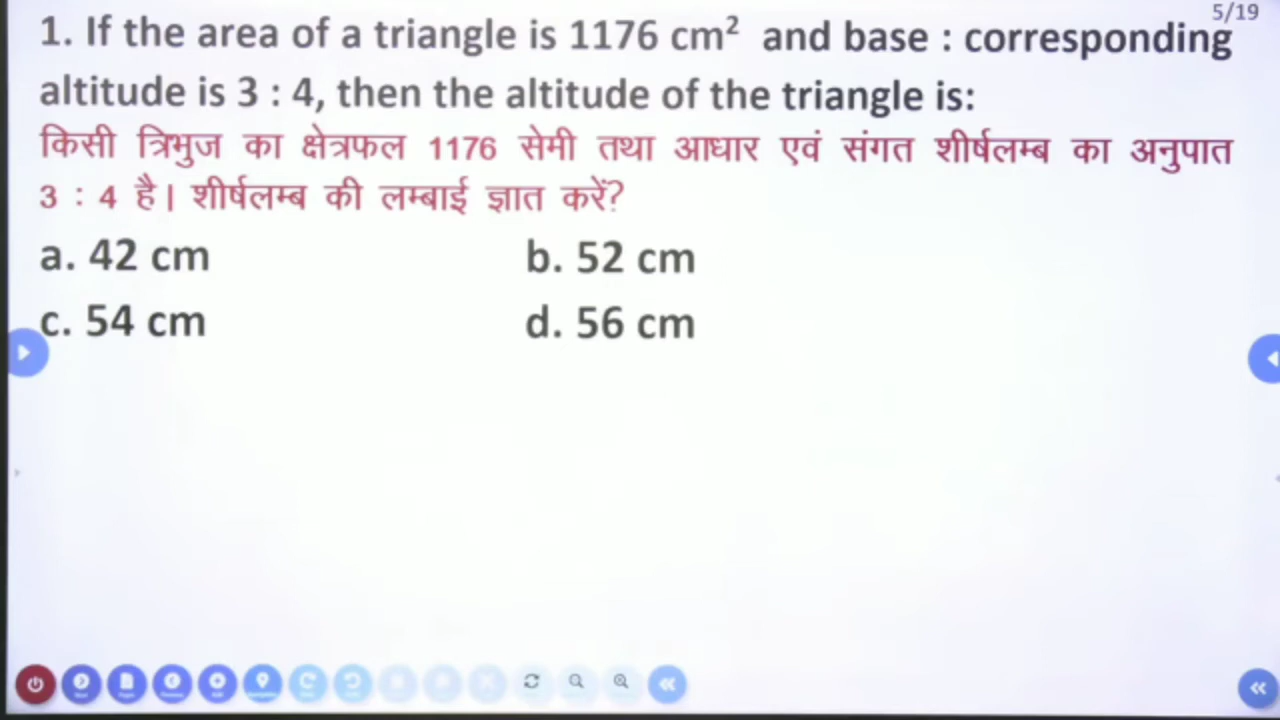 5/19
1. If the area of a triangle is 1176 cm² and base : corresponding
altitude is 3 : 4, then the altitude of the triangle is:
किसी त्रिभुज का क्षेत्रफल 1176 सेमी तथा आधार एवं संगत शीर्षलम्ब का अनुपात
3 : 4 है। शीर्षलम्ब की लम्बाई ज्ञात करें?
a. 42 cm b. 52 cm
c. 54 cm d. 56 cm